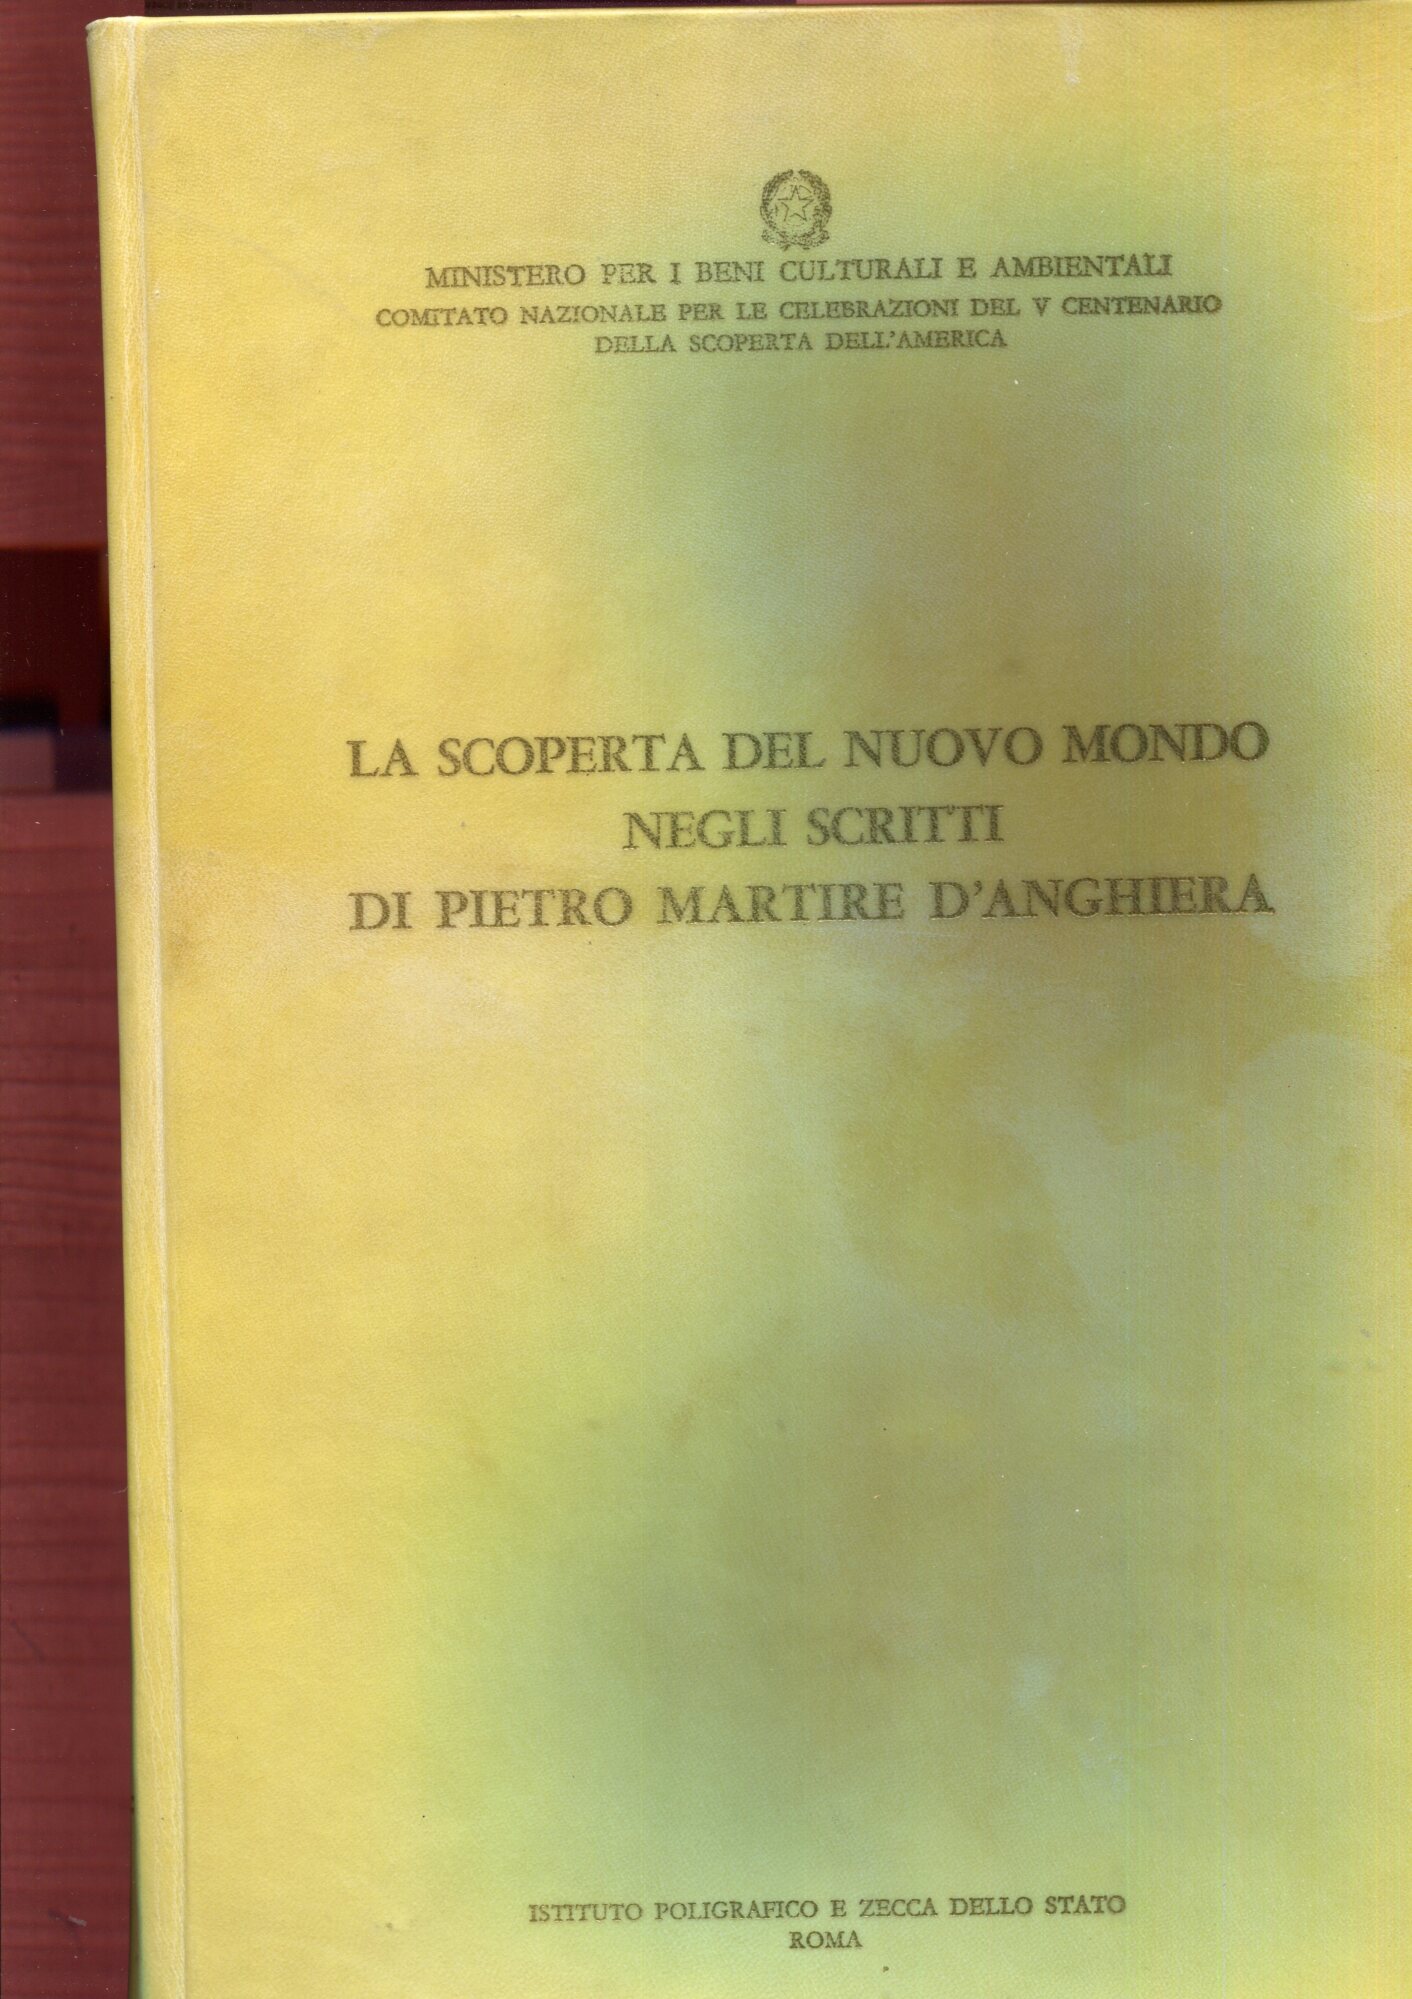 MINISTERO PER I BENI CULTURALI E AMBIENTALI
COMITATO NAZIONALE PER LE CELEBRAZIONI DEL V CENTENARIO
DELLA SCOPERTA DELL'AMERICA
LA SCOPERTA DEL NUOVO MONDO
NEGLI SCRITTI
DI PIETRO MARTIRE D'ANGHIERA
ISTITUTO POLIGRAFICO E ZECCA DELLO STATO
ROMA